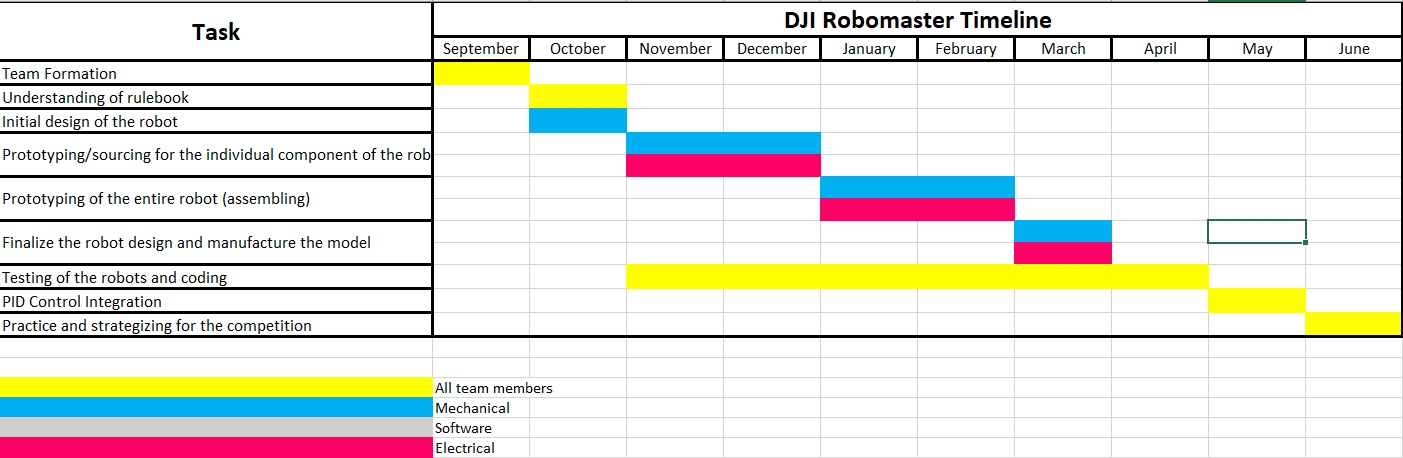 Task
DJI Robomaster Timeline
September October November December January February March April May June
Team Formation
Understanding of rulebook
Initial design of the robot
Prototyping/sourcing for the individual component of the rob
Prototyping of the entire robot (assembling)
Finalize the robot design and manufacture the model
Testing of the robots and coding
PID Control Integration
Practice and strategizing for the competition
All team members
Mechanical
Software
Electrical